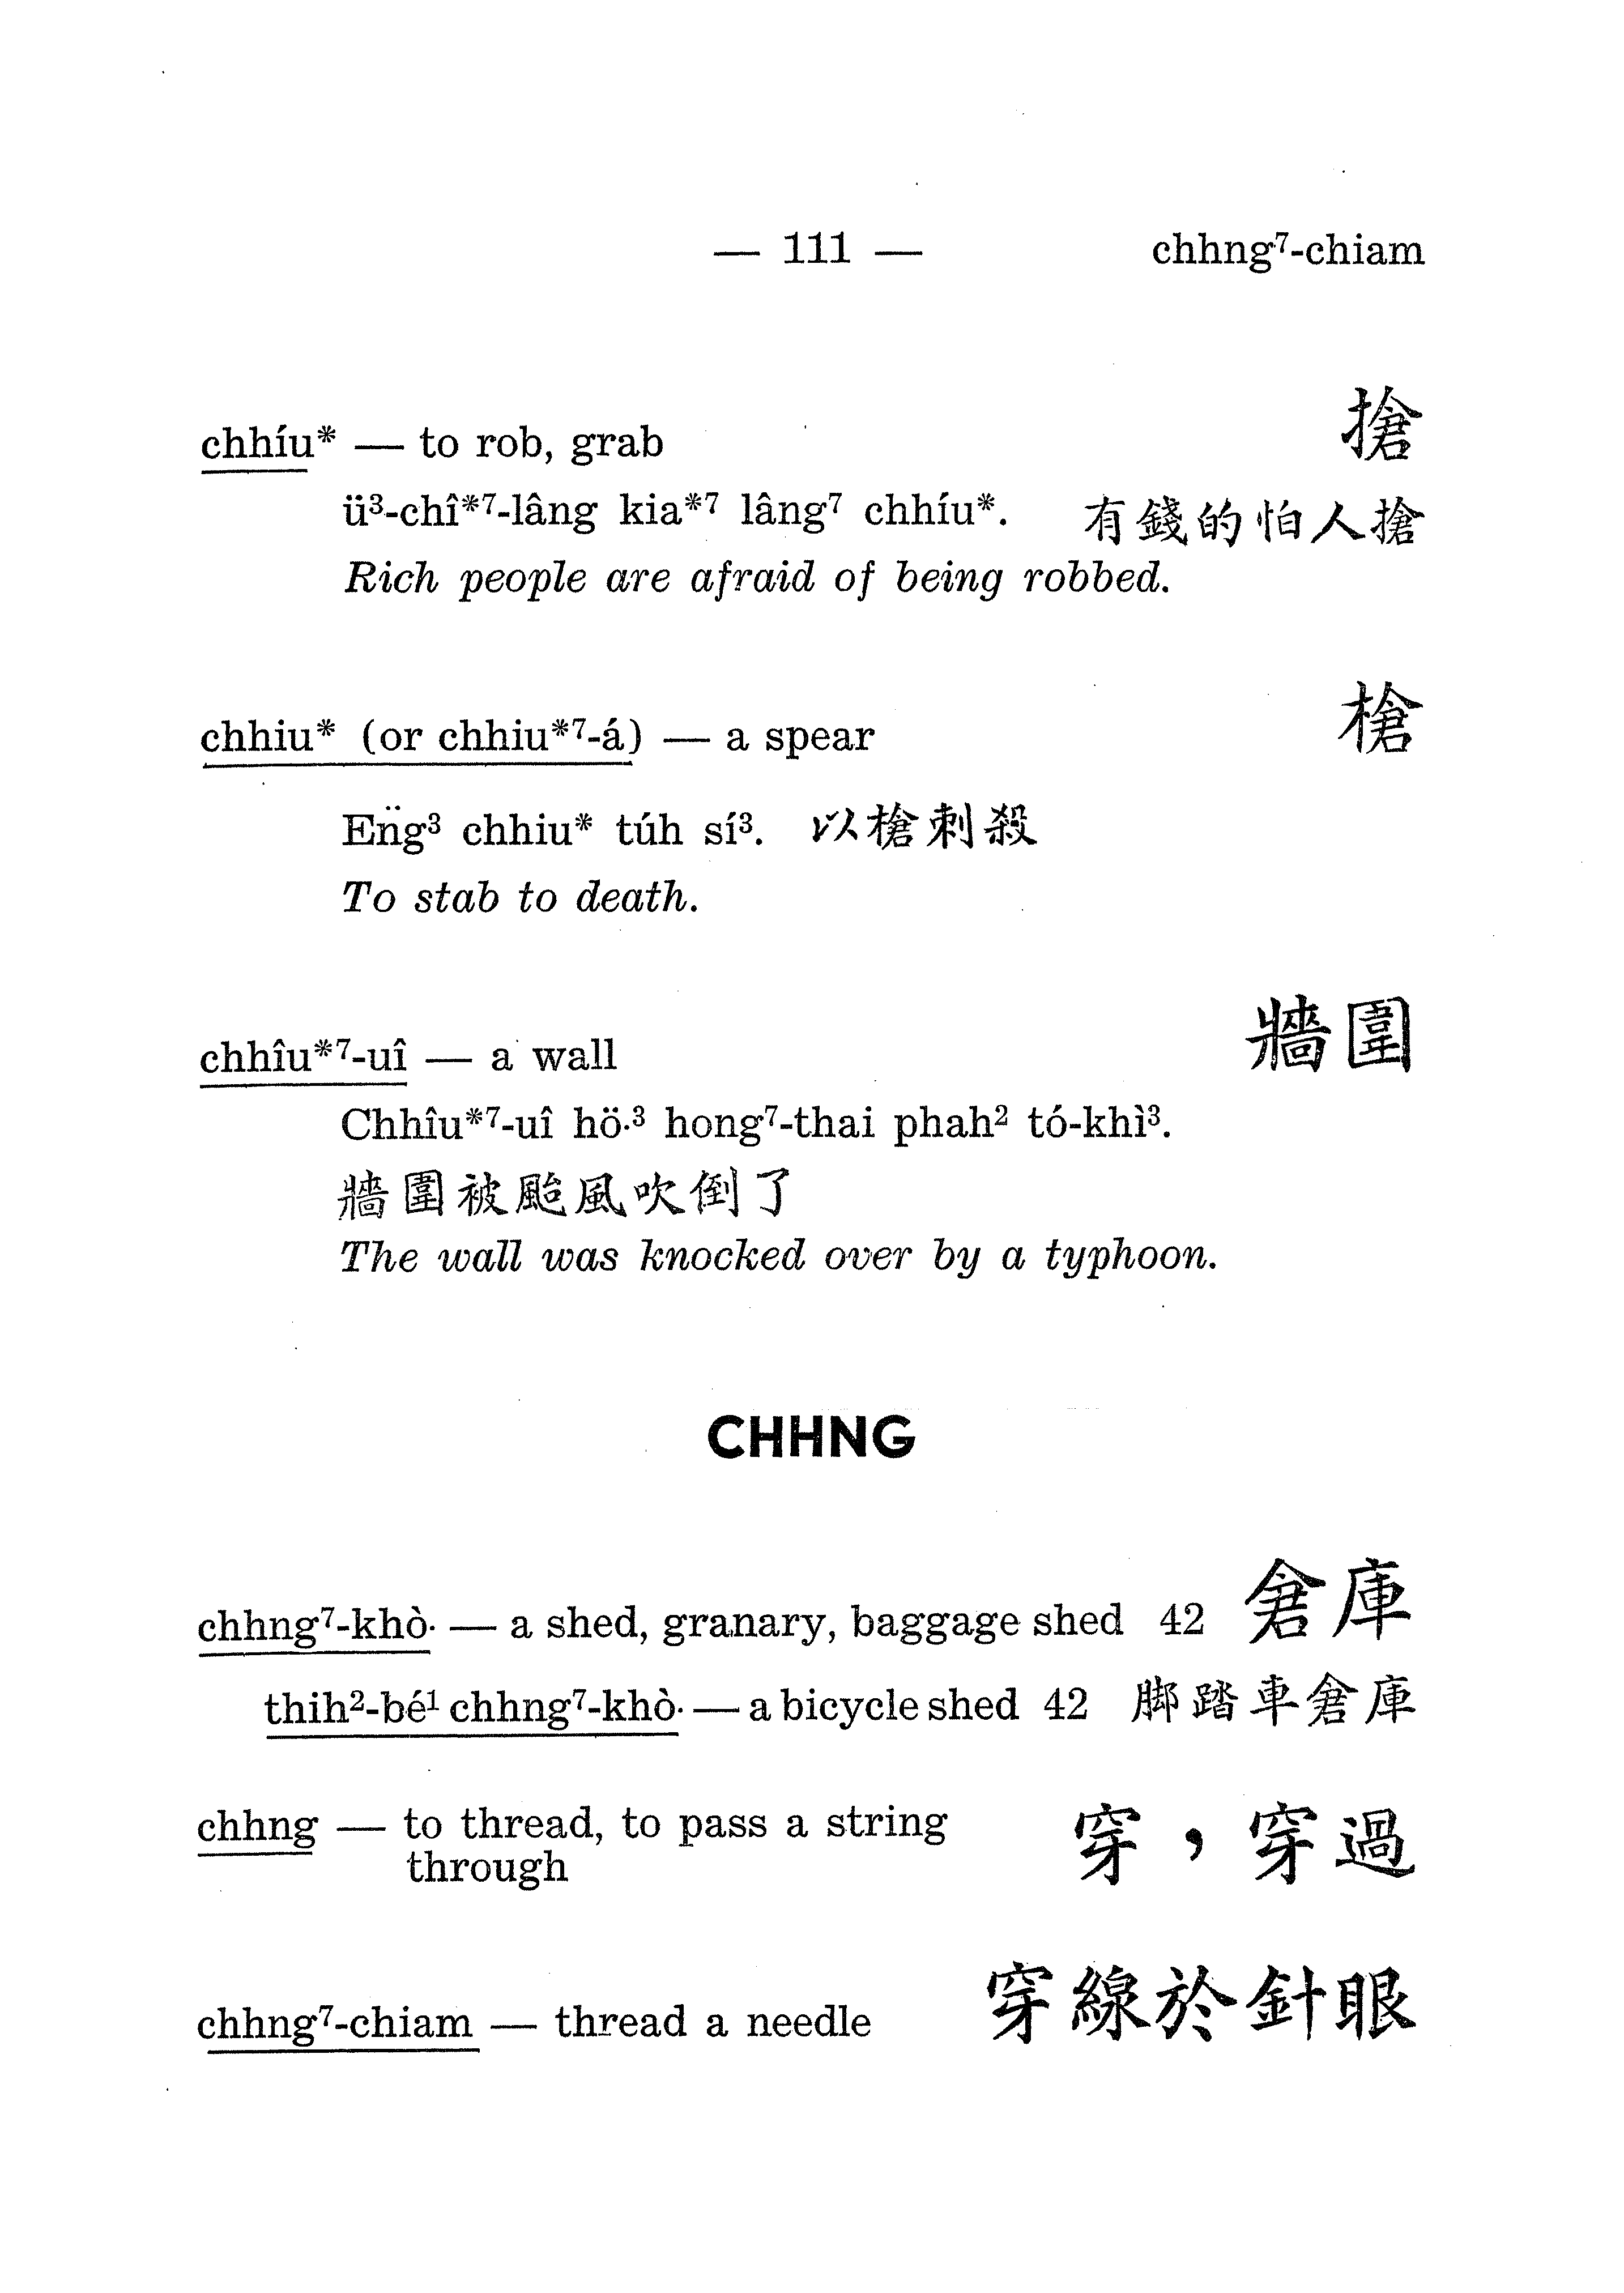 — 111 — chhng⁷-chiam
chhíu* — to rob, grab 搶
ü³-chî*⁷-lâng kia*⁷ lâng⁷ chhíu*. 有錢的怕人搶
Rich people are afraid of being robbed.
chhiu* (or chhiu*⁷-á) — a spear 槍
En̈g³ chhiu* túh sí³. 以槍刺殺
To stab to death.
chhîu*⁷-uî — a wall 牆圍
Chhîu*⁷-uî hö·³ hong⁷-thai phah² tó-khì³.
牆圍被颱風吹倒了
The wall was knocked over by a typhoon.
CHHNG
chhng⁷-khò· — a shed, granary, baggage shed 42 倉庫
thih²-bé¹ chhng⁷-khò· — a bicycle shed 42 脚踏車倉庫
chhng — to thread, to pass a string 穿，穿過
through
chhng⁷-chiam — thread a needle 穿線於針眼